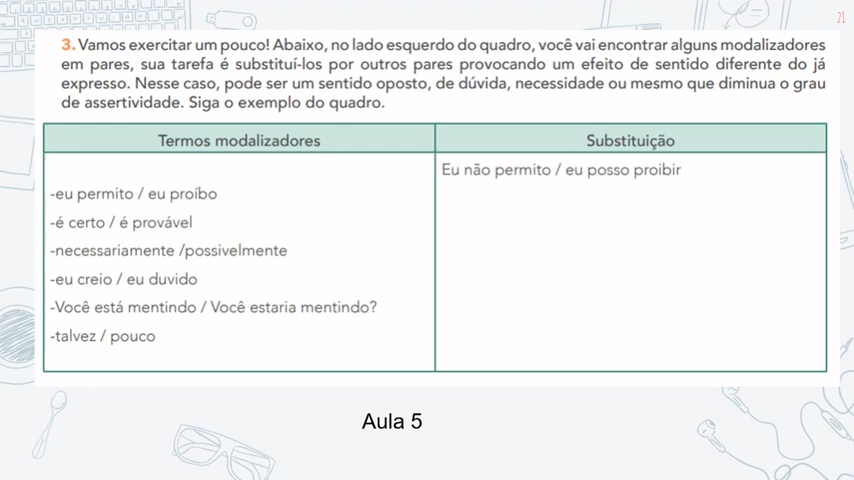 21
3. Vamos exercitar um pouco! Abaixo, no lado esquerdo do quadro, você vai encontrar alguns modalizadores
em pares, sua tarefa é substituí-los por outros pares provocando um efeito de sentido diferente do já
expresso. Nesse caso, pode ser um sentido oposto, de dúvida, necessidade ou mesmo que diminua o grau
de assertividade. Siga o exemplo do quadro.
Termos modalizadores
Substituição
Eu não permito / eu posso proibir
-eu permito / eu proíbo
-é certo / é provável
-necessariamente /possivelmente
-eu creio / eu duvido
-Você está mentindo / Você estaria mentindo?
-talvez / pouco
Aula 5